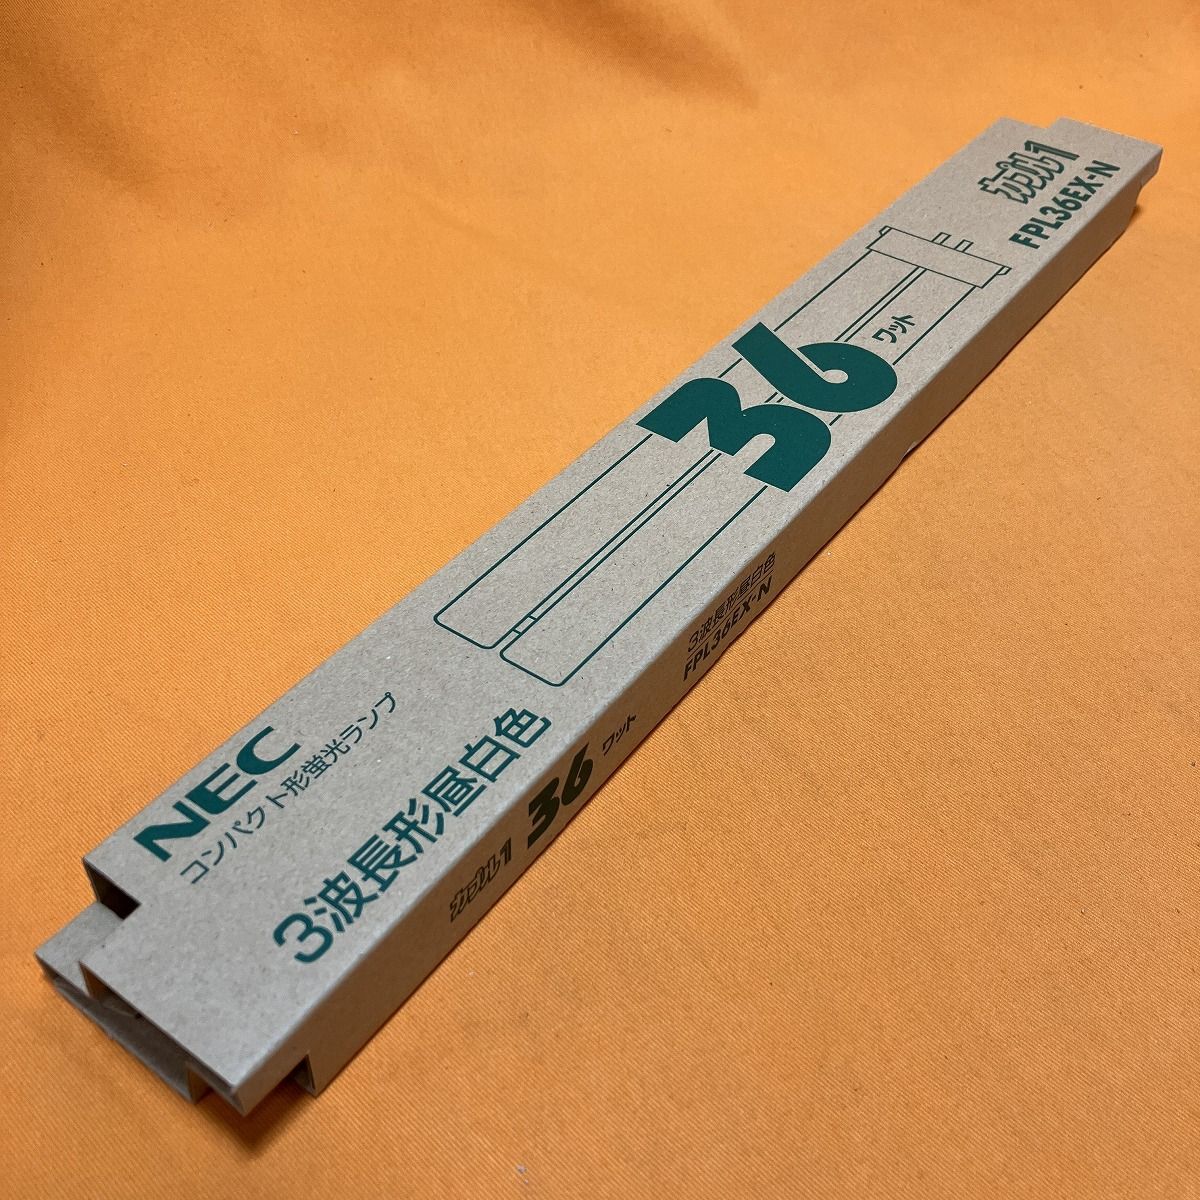 NEC
コンパクト形蛍光ランプ
3波長形昼白色
36 ワット
カプル1
FPL36EX-N
カプル1
36 ワット
3波長形昼白色
FPL36EX-N